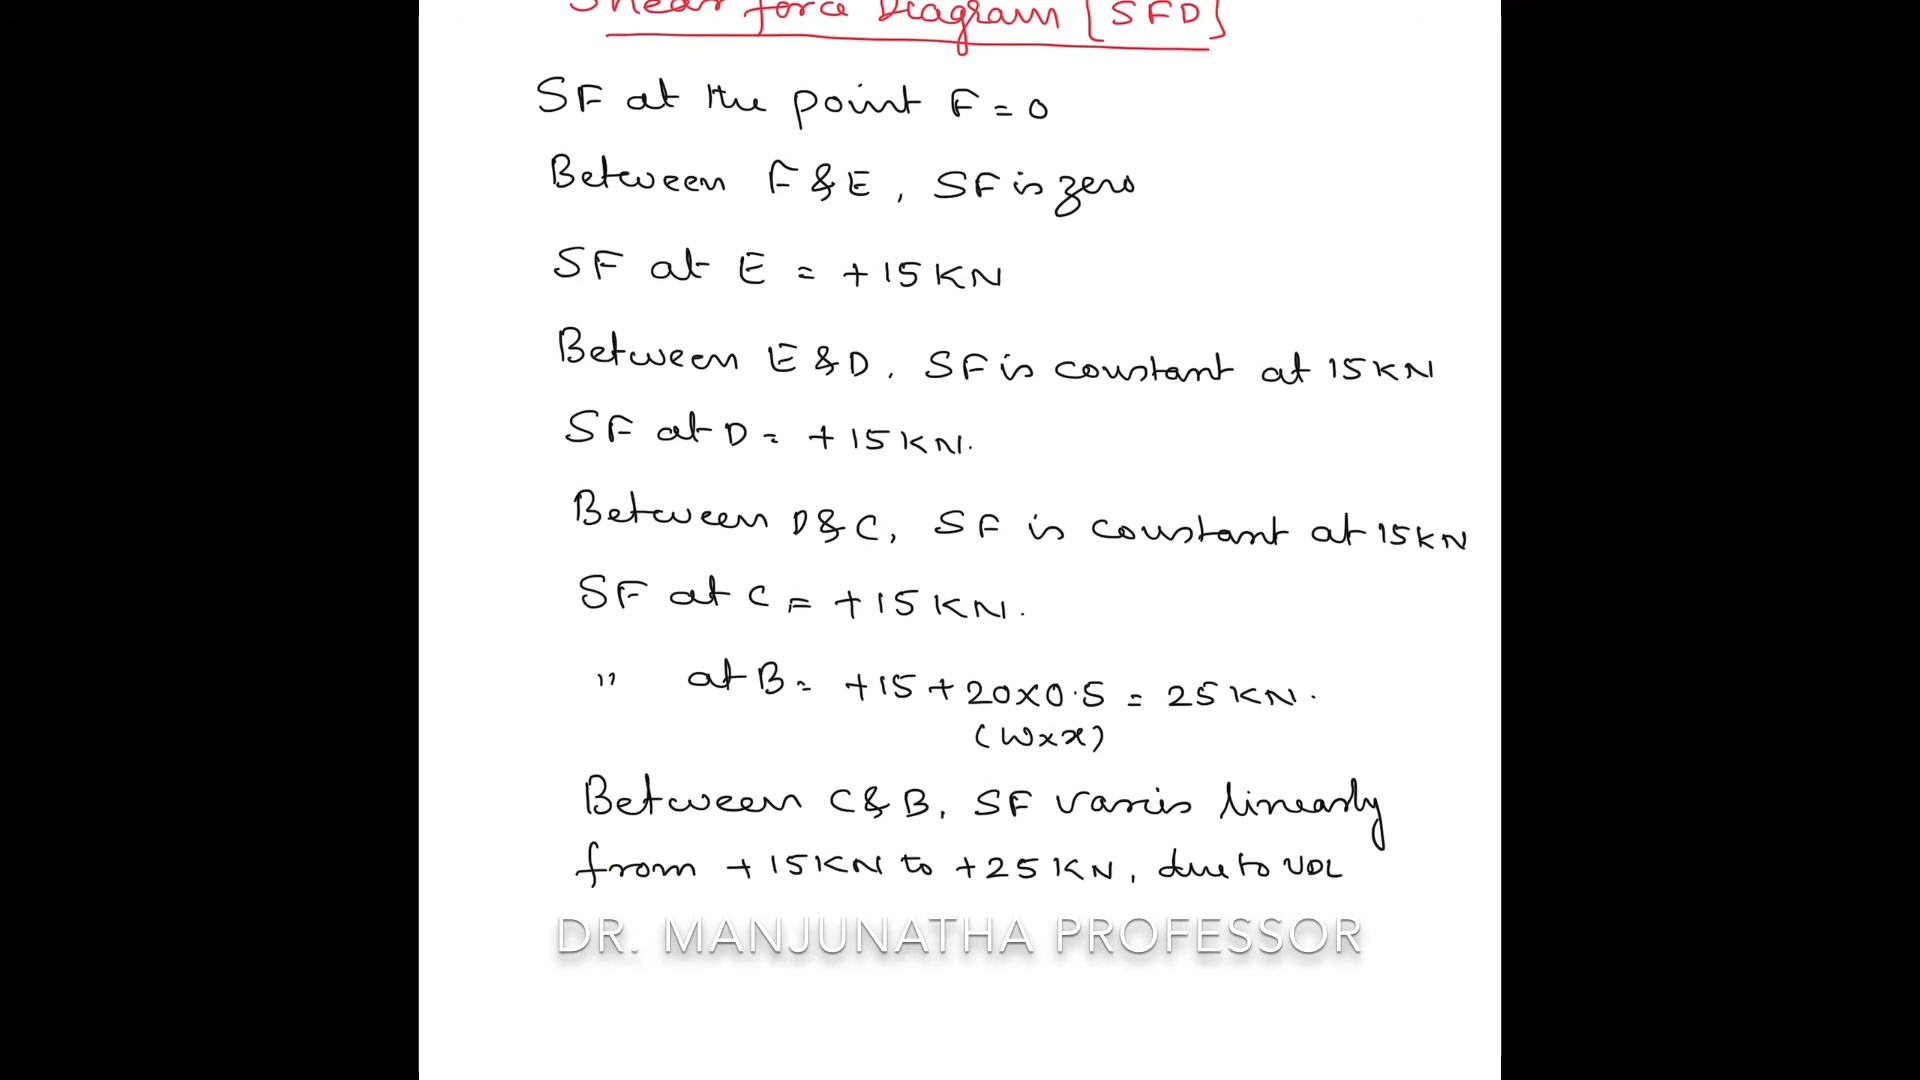 Shear force Diagram [SFD]
SF at the point F = 0
Between F & E, SF is zero
SF at E = +15 KN
Between E & D, SF is constant at 15 KN
SF at D = +15 KN.
Between D & C, SF is constant at 15 KN
SF at C = +15 KN.
" at B = +15 + 20×0.5 = 25 KN.
(W×x)
Between C & B, SF varies linearly
from +15 KN to +25 KN, due to UDL
DR. MANJUNATHA PROFESSOR